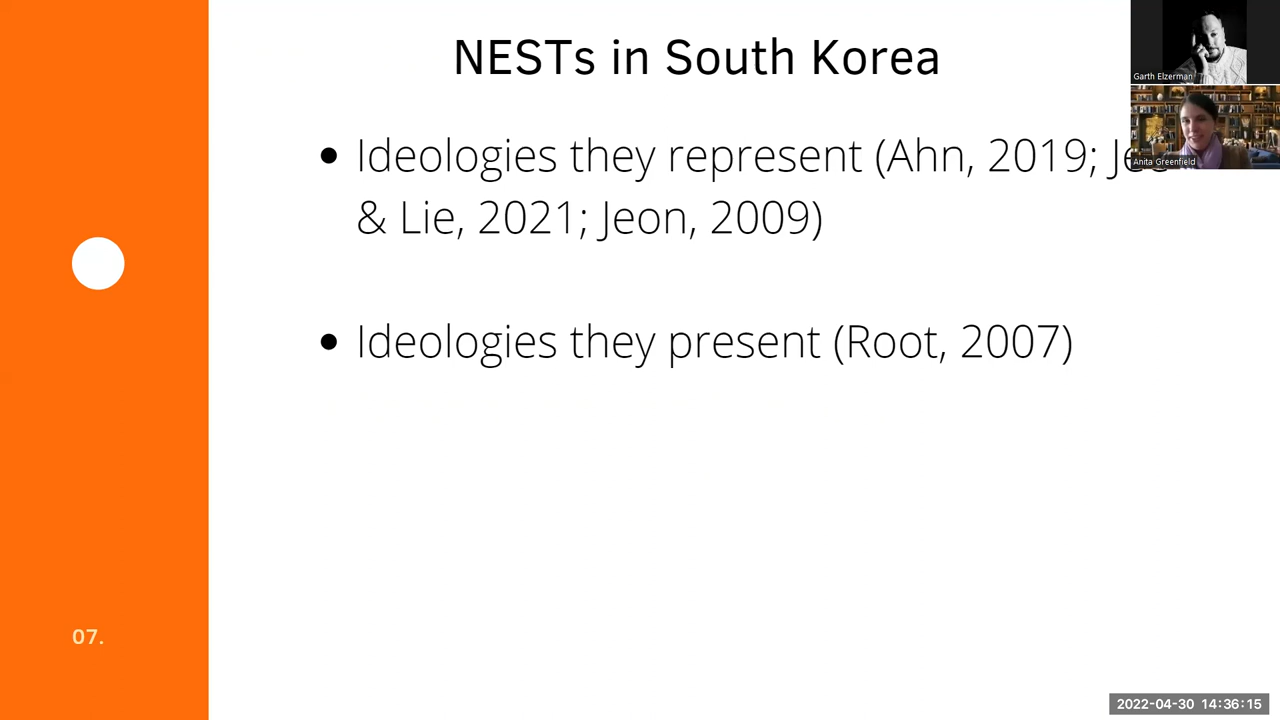 NESTs in South Korea
Garth Elzerman
Anita Greenfield
Ideologies they represent (Ahn, 2019;
& Lie, 2021; Jeon, 2009)
Ideologies they present (Root, 2007)
07.
2022-04-30 14:36:15